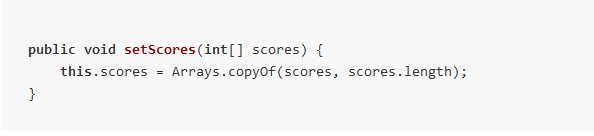 public void setScores(int[] scores) {
    this.scores = Arrays.copyOf(scores, scores.length);
}